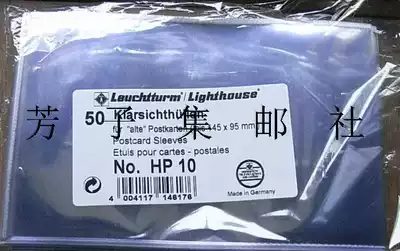 Leuchtturm / Lighthouse
50 Klarsichthüllen
für "alte" Postkarten 145 x 95 mm
Postcard Sleeves
Etuis pour cartes - postales
No. HP 10
4 004117 146176
Made in Germany
芳子集邮社